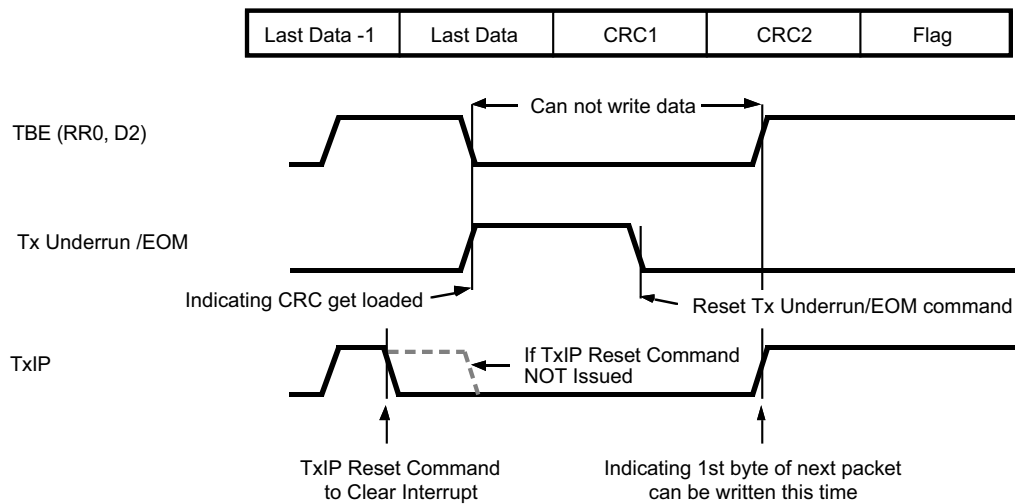 Last Data -1 Last Data CRC1 CRC2 Flag
Can not write data
TBE (RR0, D2)
Tx Underrun /EOM
Indicating CRC get loaded
Reset Tx Underrun/EOM command
TxIP
If TxIP Reset Command
NOT Issued
TxIP Reset Command
to Clear Interrupt
Indicating 1st byte of next packet
can be written this time